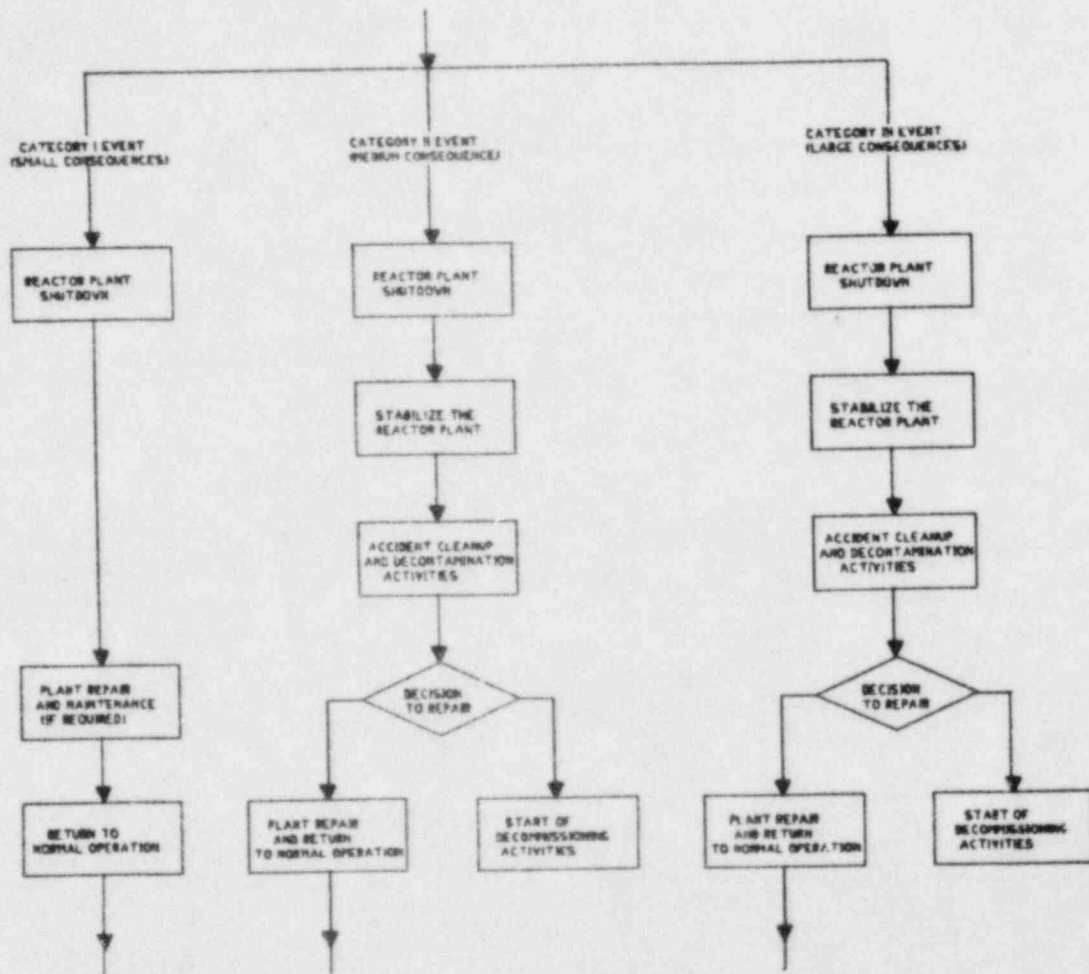 CATEGORY I EVENT
(SMALL CONSEQUENCES)
CATEGORY II EVENT
(MEDIUM CONSEQUENCE)
CATEGORY III EVENT
(LARGE CONSEQUENCES)
REACTOR PLANT
SHUTDOWN
REACTOR PLANT
SHUTDOWN
REACTOR PLANT
SHUTDOWN
STABILIZE THE
REACTOR PLANT
STABILIZE THE
REACTOR PLANT
ACCIDENT CLEANUP
AND DECONTAMINATION
ACTIVITIES
ACCIDENT CLEANUP
AND DECONTAMINATION
ACTIVITIES
PLANT REPAIR
AND MAINTENANCE
(IF REQUIRED)
DECISION
TO REPAIR
DECISION
TO REPAIR
RETURN TO
NORMAL OPERATION
PLANT REPAIR
AND RETURN
TO NORMAL OPERATION
START OF
DECOMMISSIONING
ACTIVITIES
PLANT REPAIR
AND RETURN
TO NORMAL OPERATION
START OF
DECOMMISSIONING
ACTIVITIES